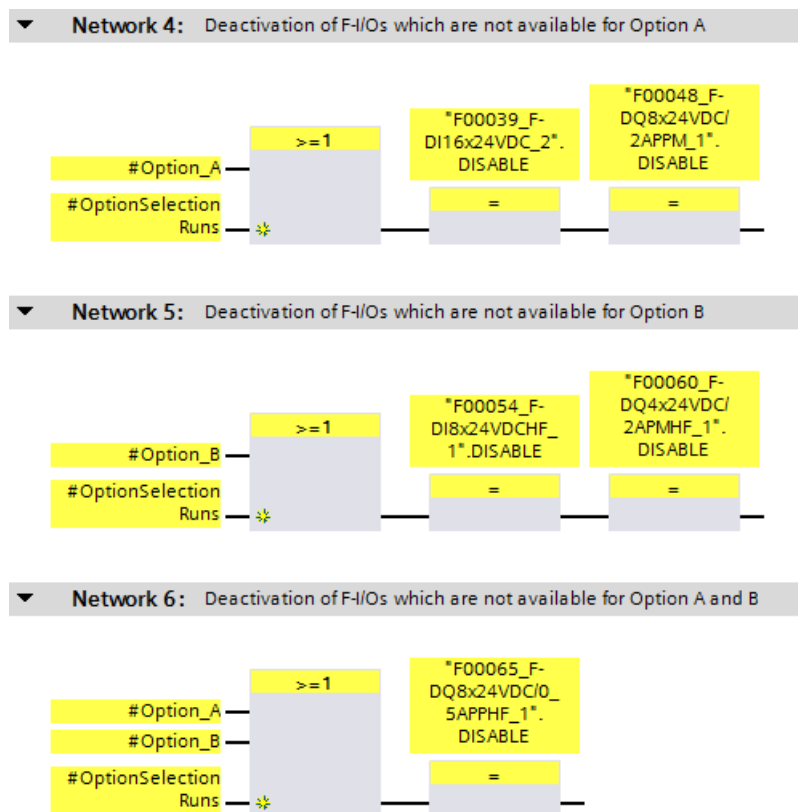 Network 4: Deactivation of F-I/Os which are not available for Option A
"F00039_F-
DI16x24VDC_2".
DISABLE
"F00048_F-
DQ8x24VDC/
2APPM_1".
DISABLE
>=1
#Option_A
#OptionSelection
Runs
=
=
Network 5: Deactivation of F-I/Os which are not available for Option B
"F00054_F-
DI8x24VDCHF_
1".DISABLE
"F00060_F-
DQ4x24VDC/
2APMHF_1".
DISABLE
>=1
#Option_B
#OptionSelection
Runs
=
=
Network 6: Deactivation of F-I/Os which are not available for Option A and B
"F00065_F-
DQ8x24VDC/0_
5APPHF_1".
DISABLE
>=1
#Option_A
#Option_B
#OptionSelection
Runs
=